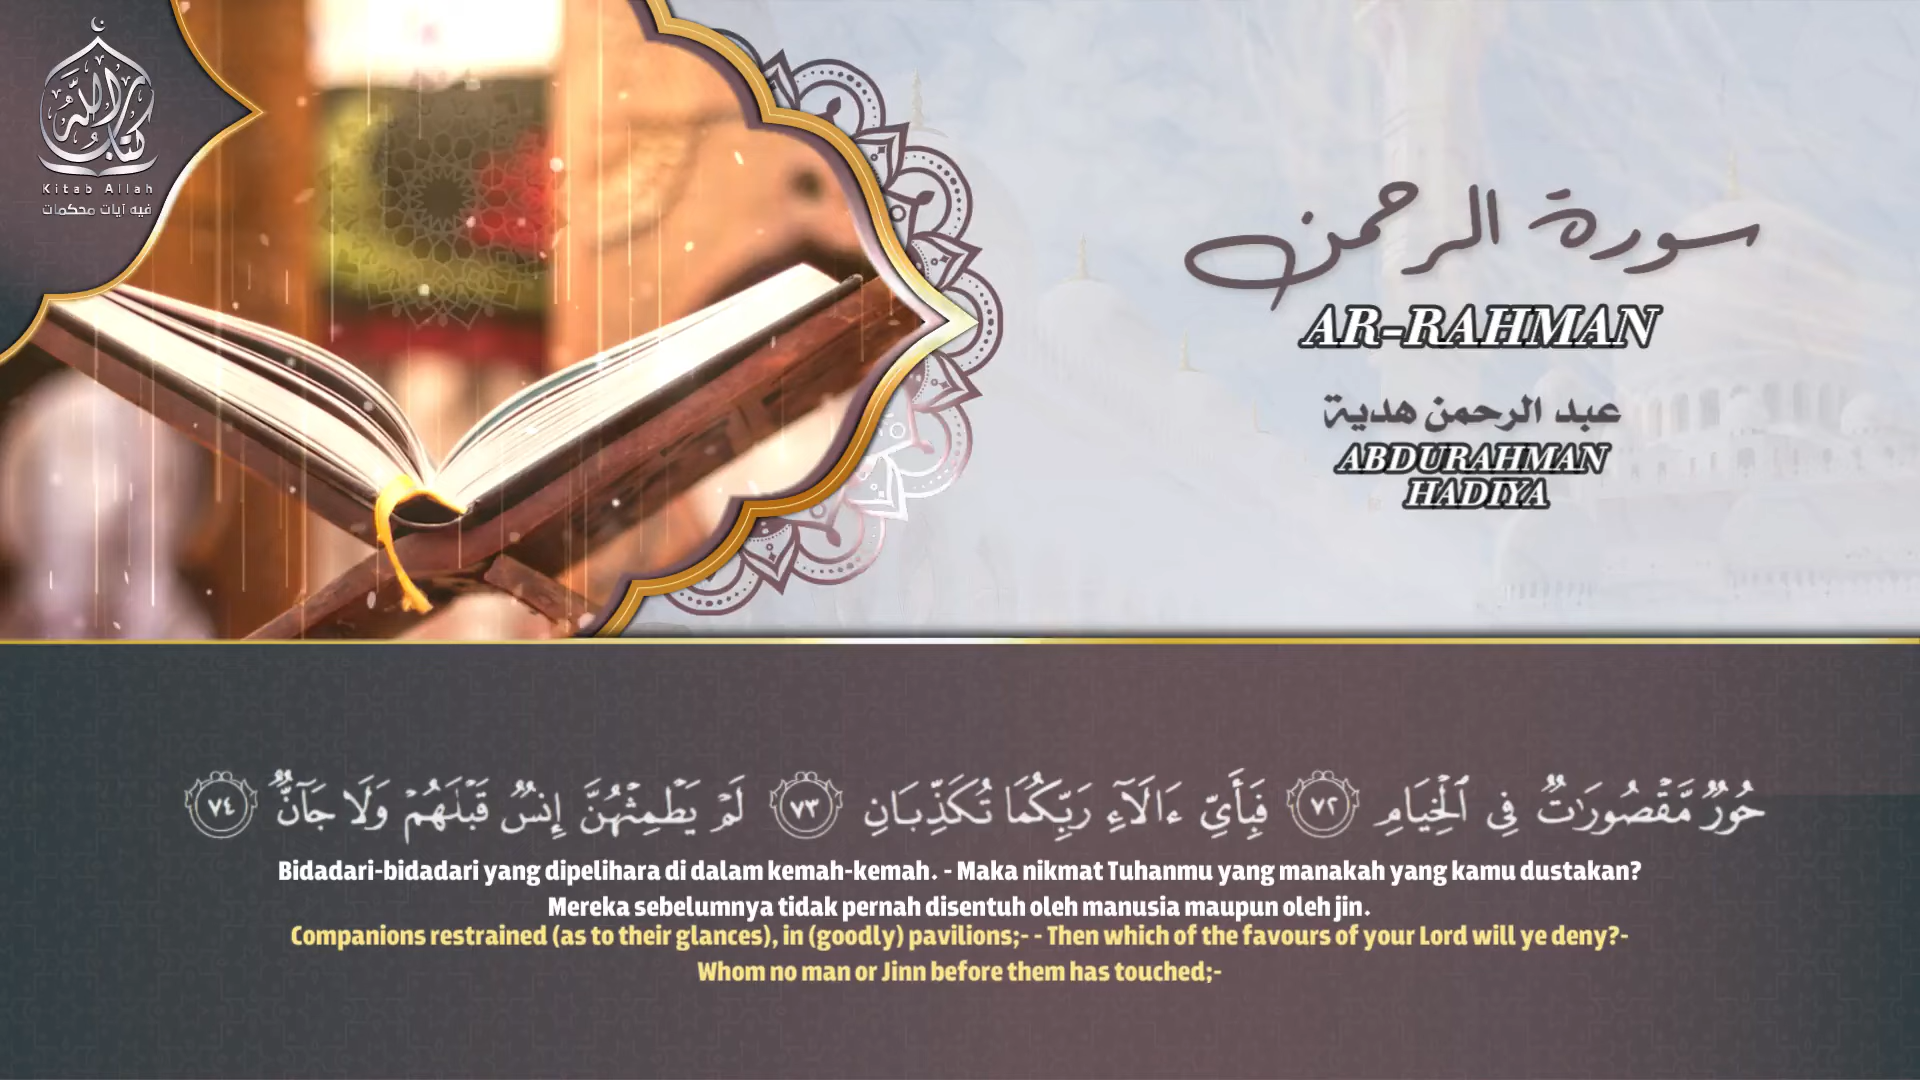 كتاب الله
Kitab Allah
فيه آيات محكمات
سورة الرحمن
AR-RAHMAN
عبد الرحمن هدية
ABDURAHMAN
HADIYA
حُورٌ مَّقْصُورَٰتٌ فِى ٱلْخِيَامِ ٧٢ فَبِأَىِّ ءَالَآءِ رَبِّكُمَا تُكَذِّبَانِ ٧٣ لَمْ يَطْمِثْهُنَّ إِنسٌ قَبْلَهُمْ وَلَا جَآنٌّ ٧٤
Bidadari-bidadari yang dipelihara di dalam kemah-kemah. - Maka nikmat Tuhanmu yang manakah yang kamu dustakan?
Mereka sebelumnya tidak pernah disentuh oleh manusia maupun oleh jin.
Companions restrained (as to their glances), in (goodly) pavilions;- - Then which of the favours of your Lord will ye deny?-
Whom no man or Jinn before them has touched;-